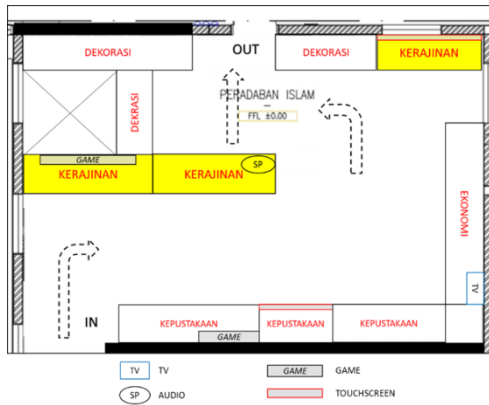 DEKORASI
OUT
DEKORASI
KERAJINAN
PERADABAN ISLAM
FFL ±0.00
DEKRASI
GAME
KERAJINAN
KERAJINAN
SP
EKONOMI
TV
IN
KEPUSTAKAAN
KEPUSTAKAAN
KEPUSTAKAAN
GAME
TV TV
GAME GAME
SP AUDIO
TOUCHSCREEN